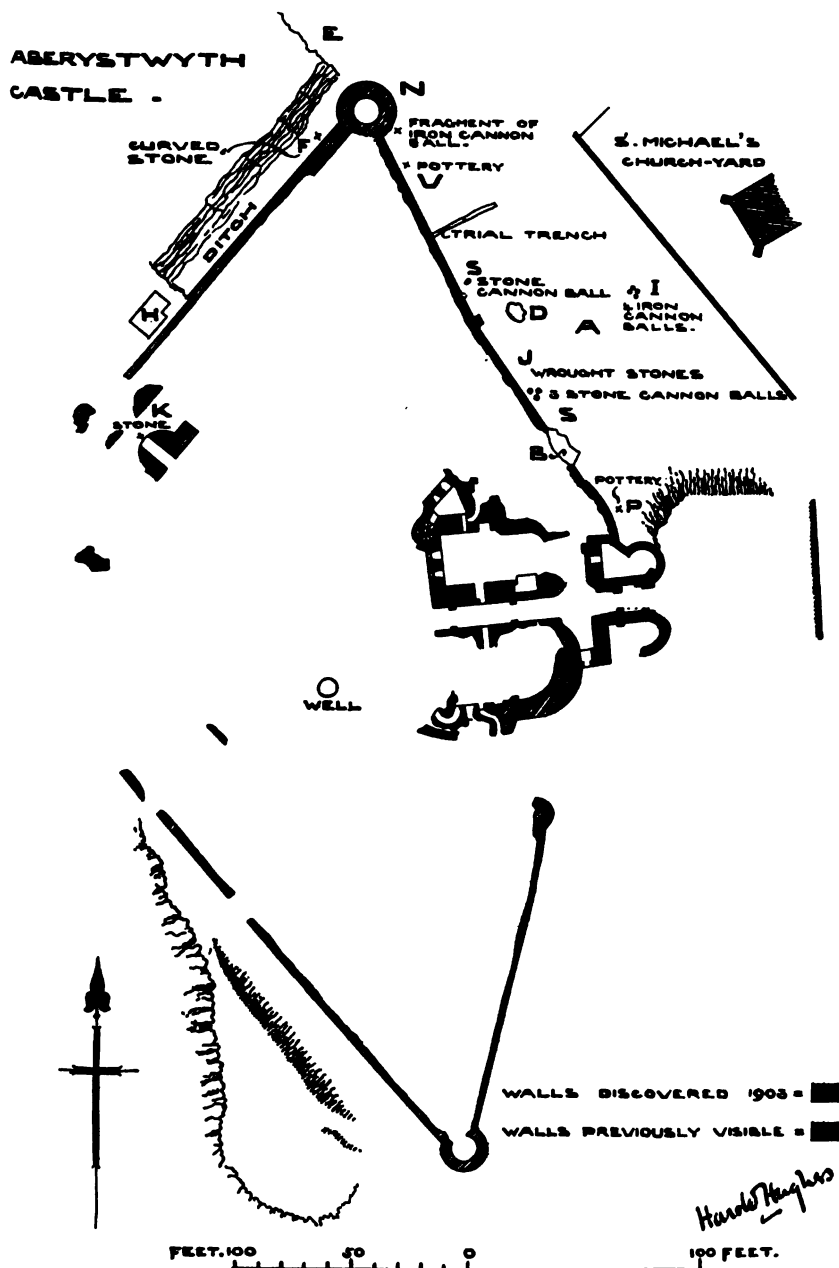 ABERYSTWYTH
CASTLE .
E
N
CURVED
STONE
F
FRAGMENT OF
IRON CANNON
BALL.
POTTERY
S. MICHAEL'S
CHURCH-YARD
DITCH
TRIAL TRENCH
S
STONE
CANNON BALL
D
A
I
IRON
CANNON
BALLS.
H
J
WROUGHT STONES
3 STONE CANNON BALLS
S
K
STONE
B
POTTERY
P
WELL
WALLS DISCOVERED 1903 =
WALLS PREVIOUSLY VISIBLE =
Harold Hughes
FEET. 100 50 0 100 FEET.